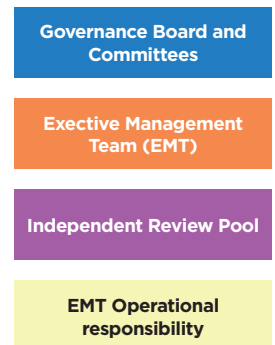 Governance Board and
Committees
Exective Management
Team (EMT)
Independent Review Pool
EMT Operational
responsibility